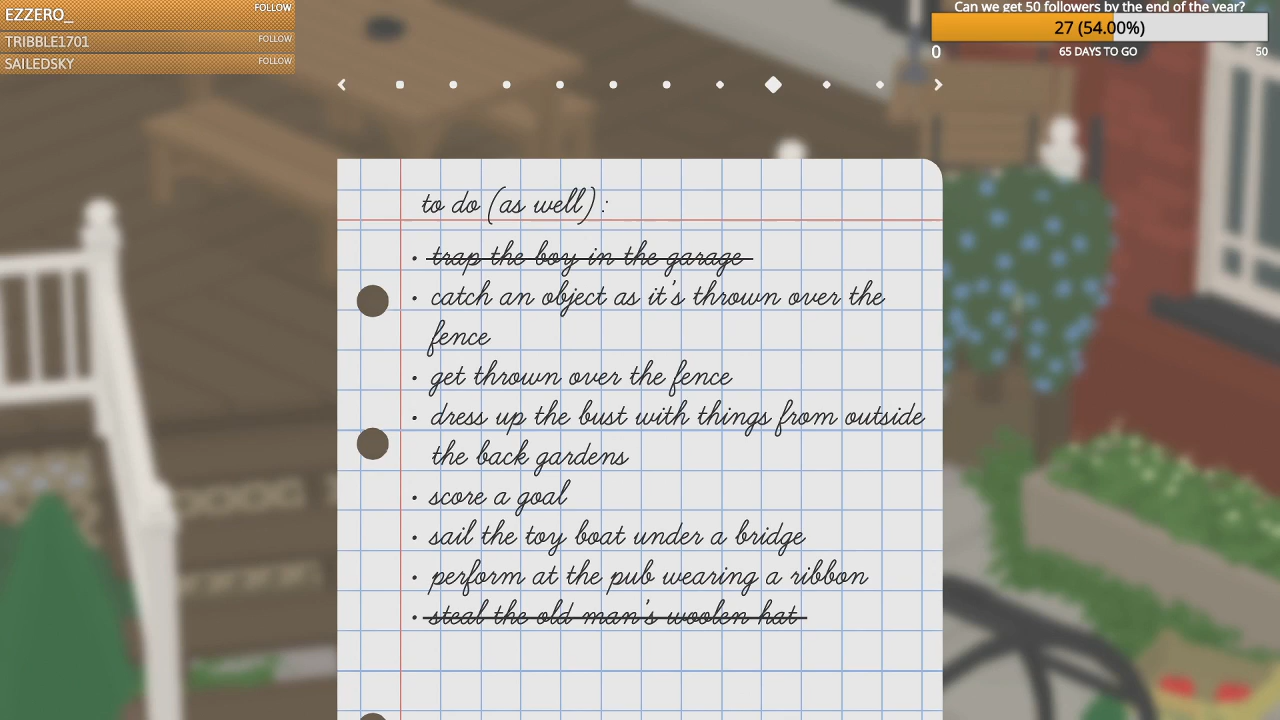 EZZERO_ FOLLOW
TRIBBLE1701 FOLLOW
SAILEDSKY FOLLOW
Can we get 50 followers by the end of the year?
27 (54.00%)
0 65 DAYS TO GO 50
to do (as well) :
• trap the boy in the garage
• catch an object as it's thrown over the
fence
• get thrown over the fence
• dress up the bust with things from outside
the back gardens
• score a goal
• sail the toy boat under a bridge
• perform at the pub wearing a ribbon
• steal the old man's woolen hat